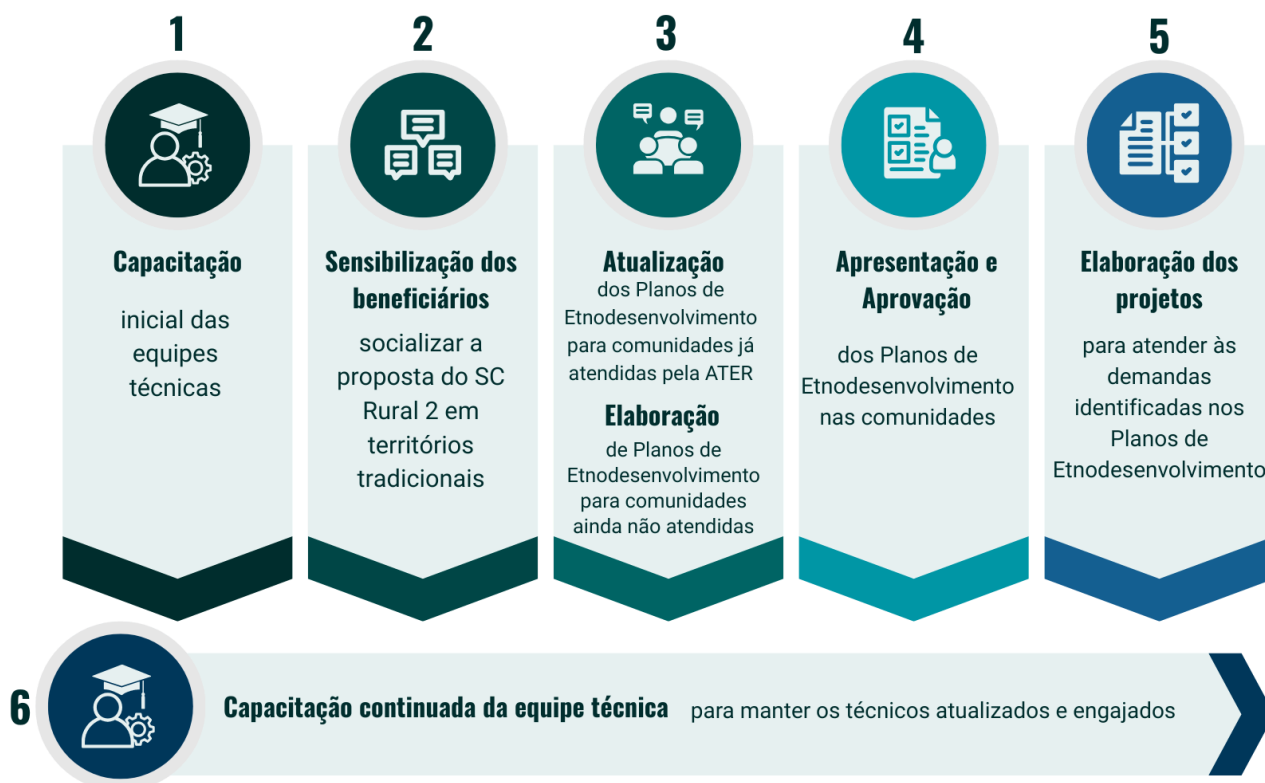 1
Capacitação
inicial das
equipes
técnicas
2
Sensibilização dos
beneficiários
socializar a
proposta do SC
Rural 2 em
territórios
tradicionais
3
Atualização
dos Planos de
Etnodesenvolvimento
para comunidades já
atendidas pela ATER
Elaboração
de Planos de
Etnodesenvolvimento
para comunidades
ainda não atendidas
4
Apresentação e
Aprovação
dos Planos de
Etnodesenvolvimento
nas comunidades
5
Elaboração dos
projetos
para atender às
demandas
identificadas nos
Planos de
Etnodesenvolvimento
6
Capacitação continuada da equipe técnica para manter os técnicos atualizados e engajados